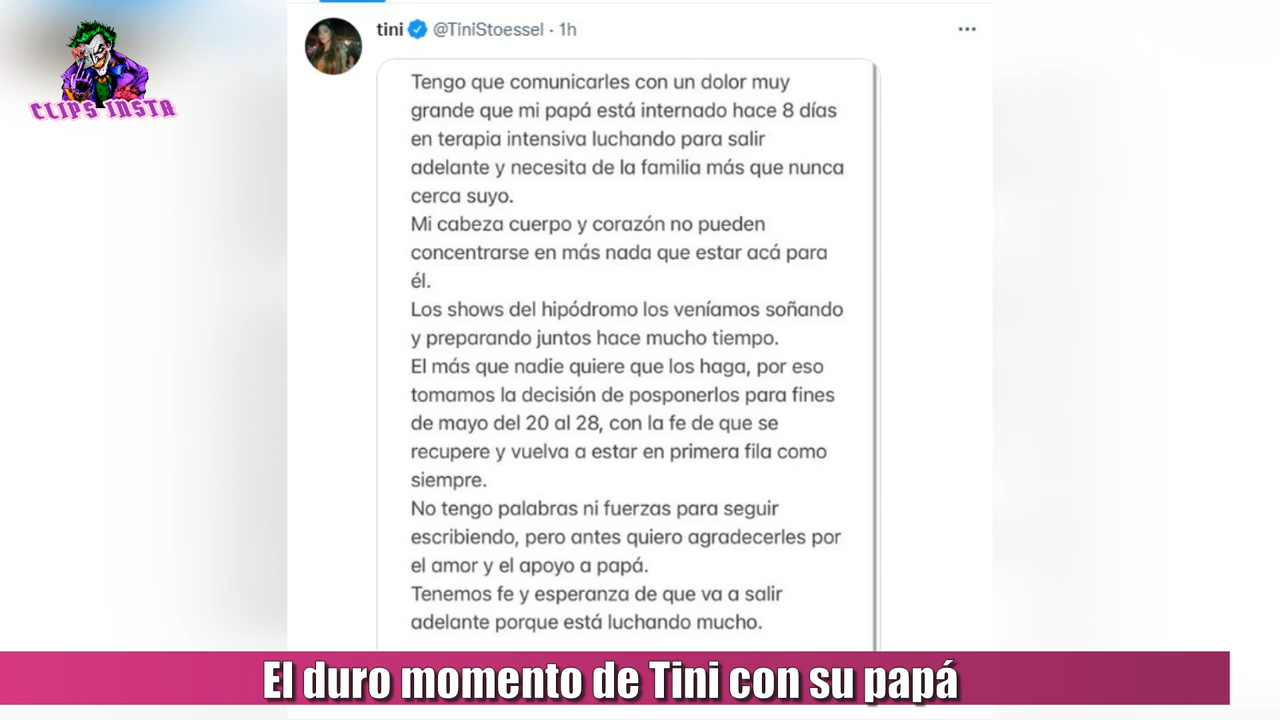 tini @TiniStoessel · 1h
CLIPS INSTA
Tengo que comunicarles con un dolor muy
grande que mi papá está internado hace 8 días
en terapia intensiva luchando para salir
adelante y necesita de la familia más que nunca
cerca suyo.
Mi cabeza cuerpo y corazón no pueden
concentrarse en más nada que estar acá para
él.
Los shows del hipódromo los veníamos soñando
y preparando juntos hace mucho tiempo.
El más que nadie quiere que los haga, por eso
tomamos la decisión de posponerlos para fines
de mayo del 20 al 28, con la fe de que se
recupere y vuelva a estar en primera fila como
siempre.
No tengo palabras ni fuerzas para seguir
escribiendo, pero antes quiero agradecerles por
el amor y el apoyo a papá.
Tenemos fe y esperanza de que va a salir
adelante porque está luchando mucho.
El duro momento de Tini con su papá